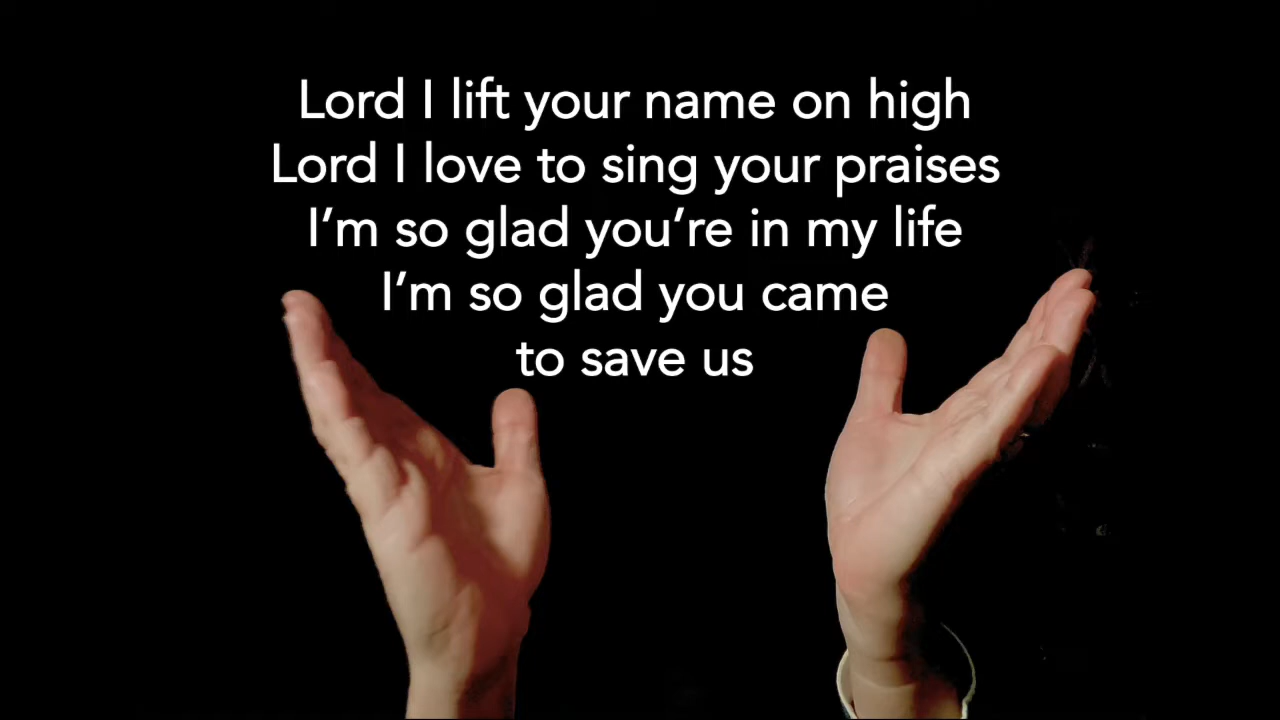 Lord I lift your name on high
Lord I love to sing your praises
I’m so glad you’re in my life
I’m so glad you came
to save us